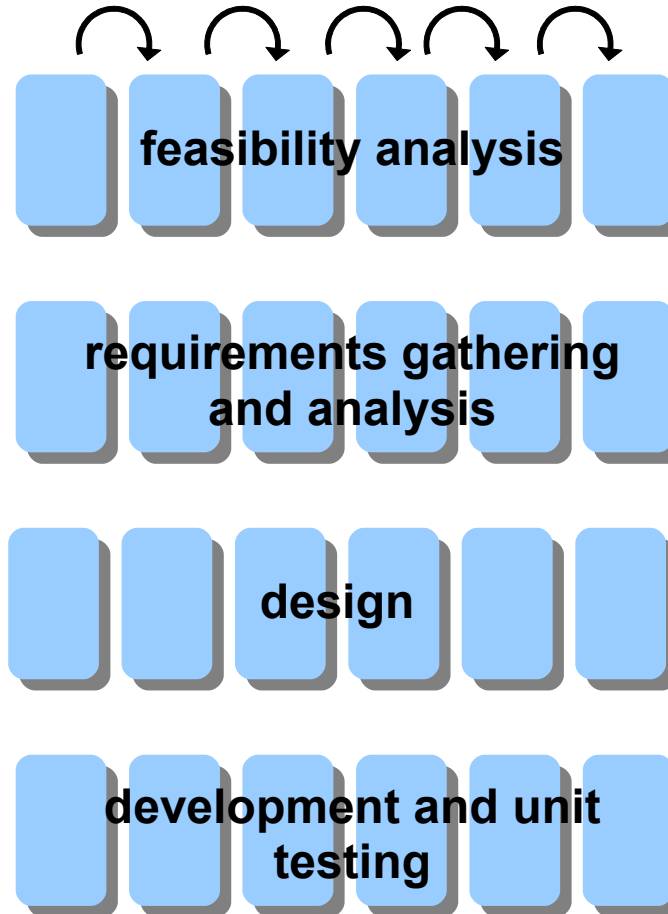 feasibility analysis
requirements gathering
and analysis
design
development and unit
testing